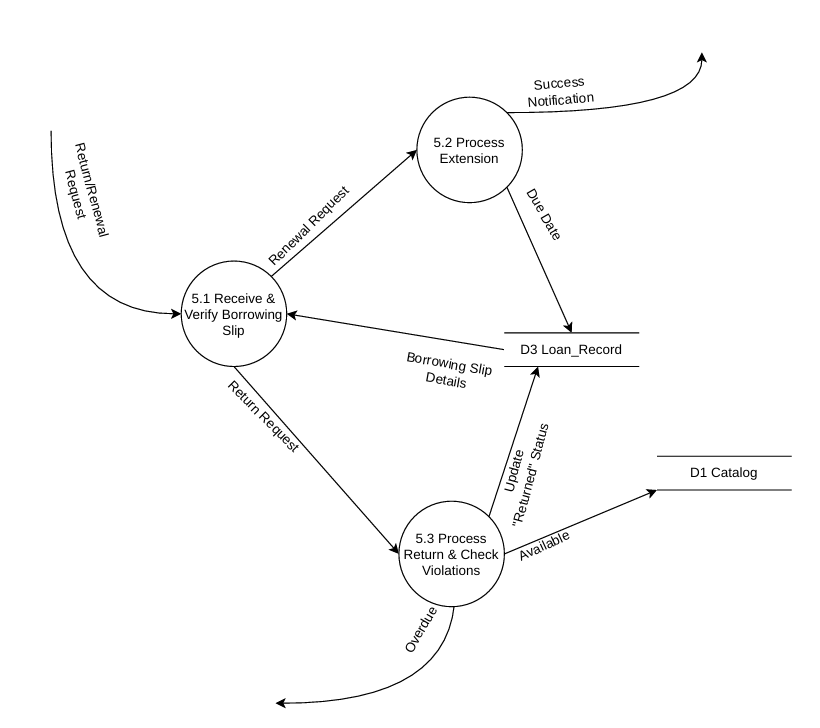 Success
Notification
5.2 Process
Extension
Return/Renewal
Request
Renewal Request
Due Date
5.1 Receive &
Verify Borrowing
Slip
D3 Loan_Record
Borrowing Slip
Details
Return Request
Update
"Returned" Status
D1 Catalog
5.3 Process
Return & Check
Violations
Available
Overdue